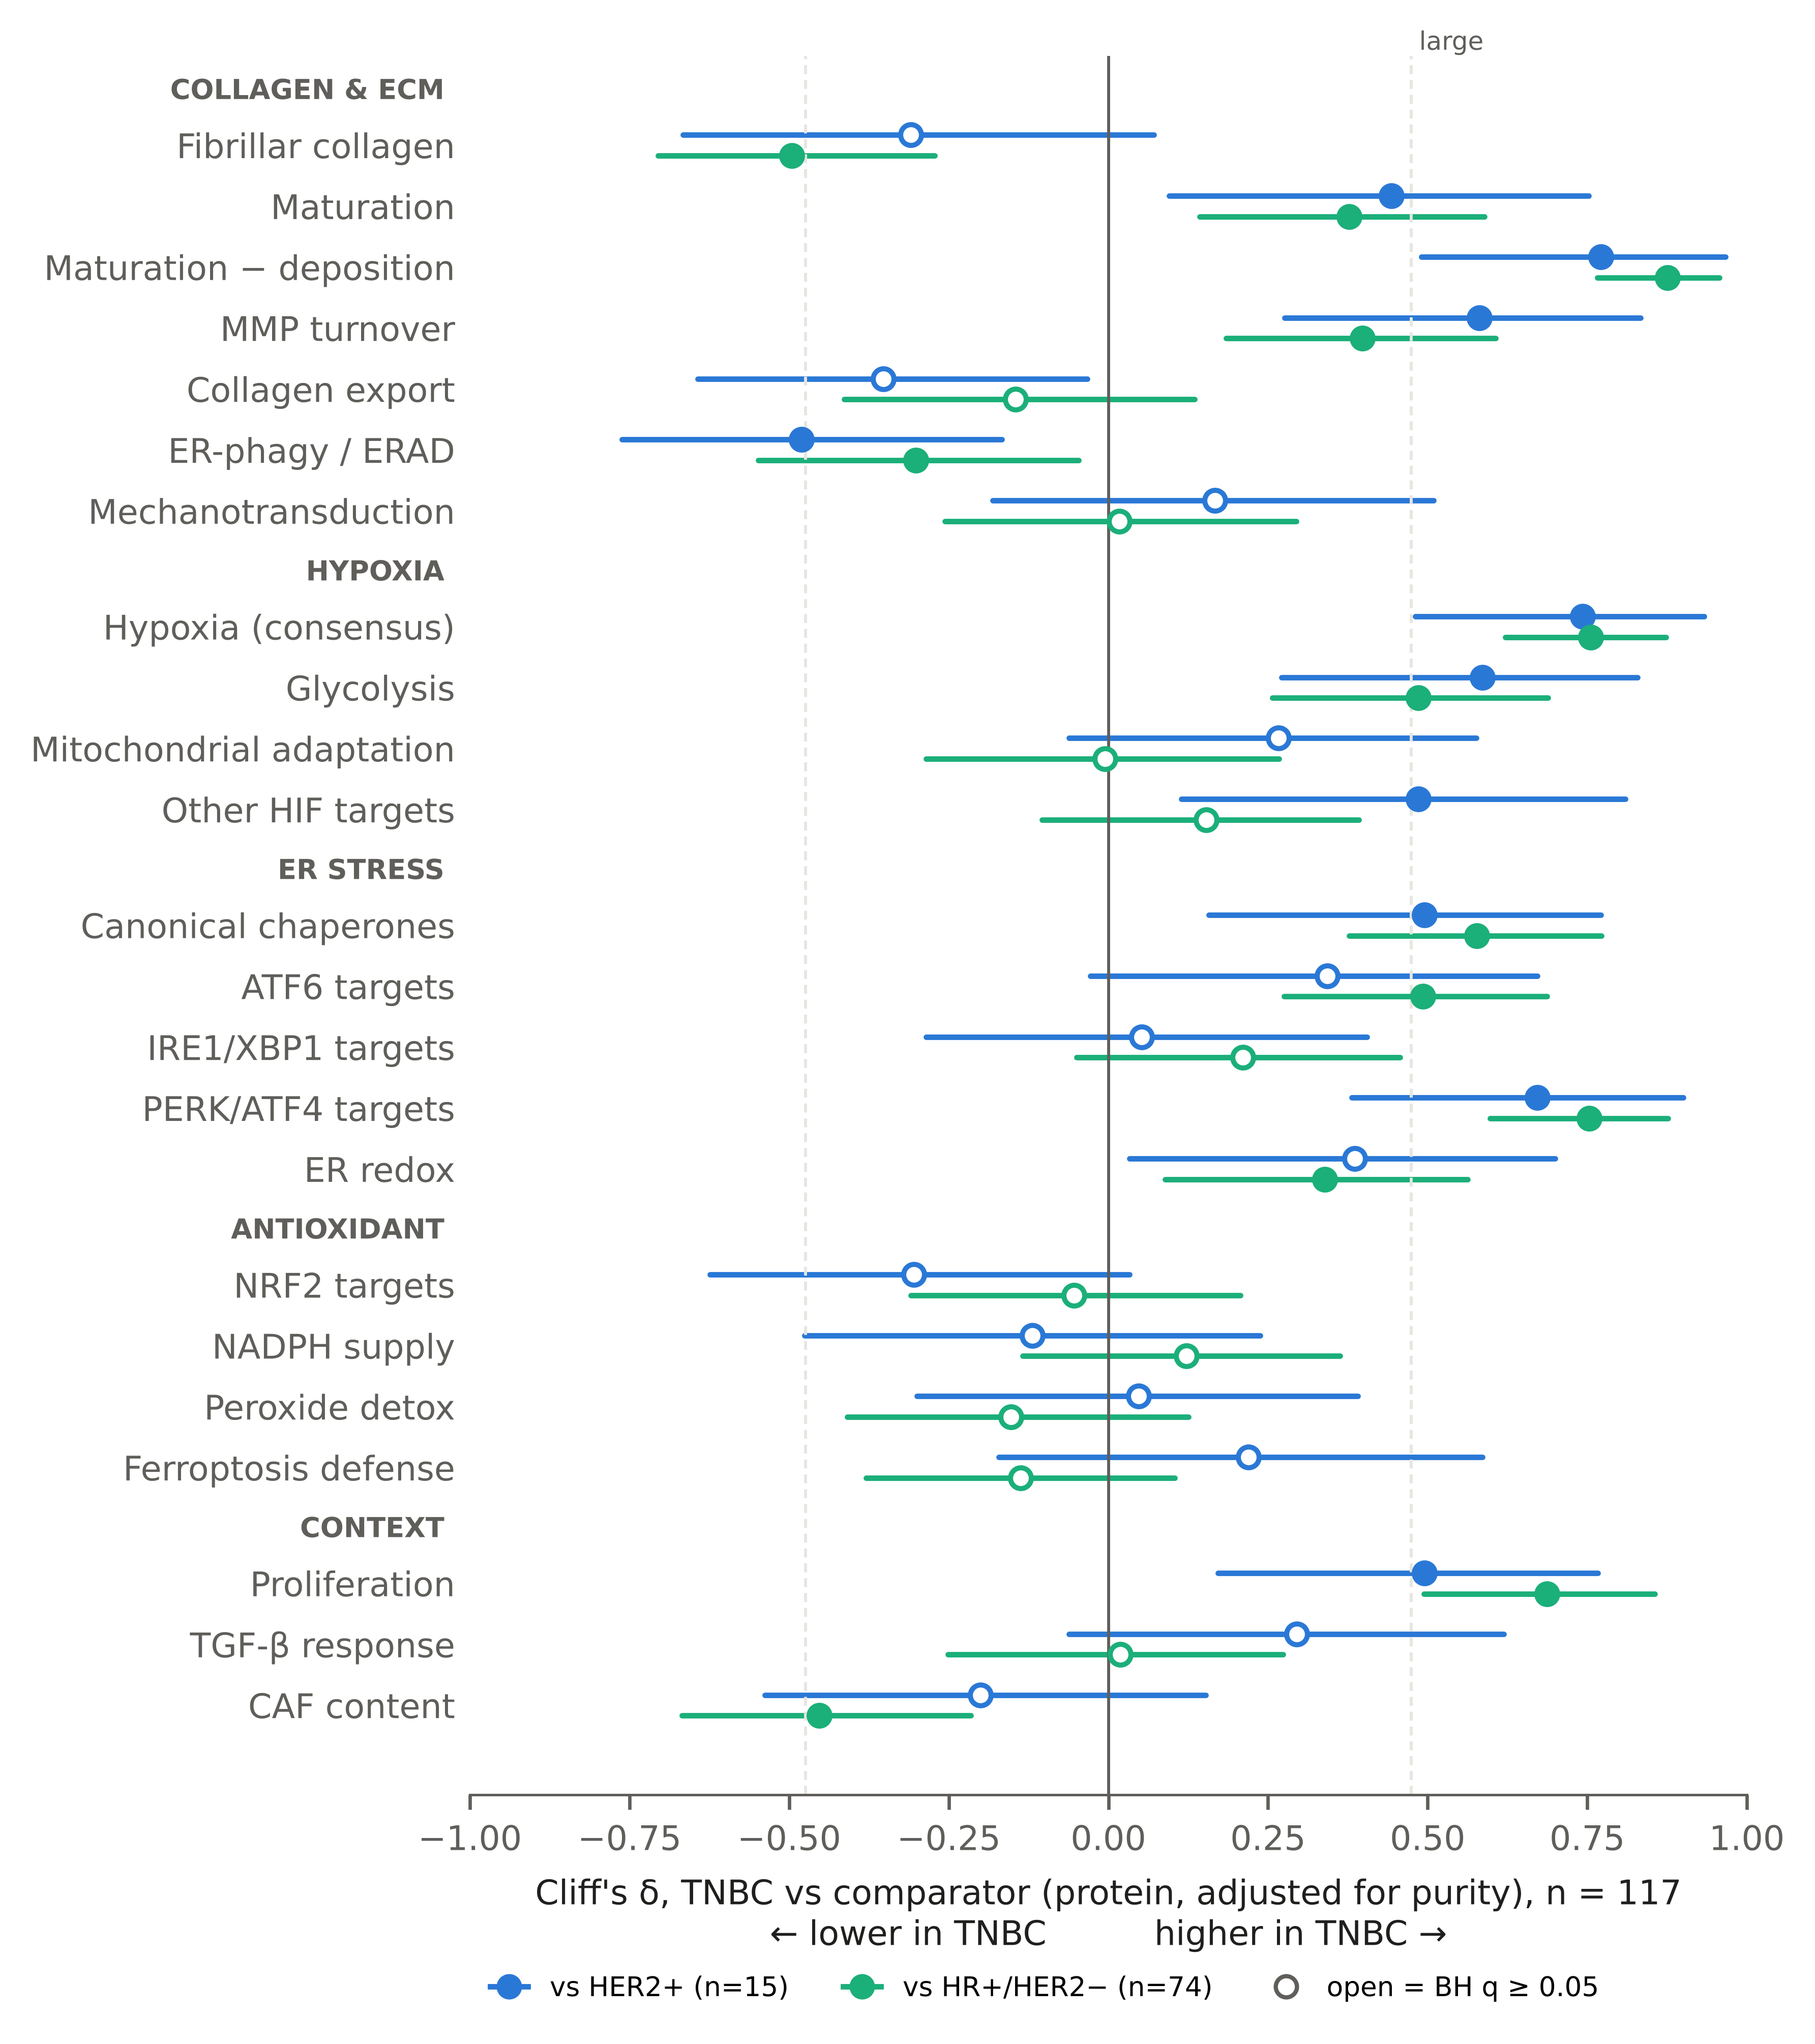 large
COLLAGEN & ECM
Fibrillar collagen
Maturation
Maturation − deposition
MMP turnover
Collagen export
ER-phagy / ERAD
Mechanotransduction
HYPOXIA
Hypoxia (consensus)
Glycolysis
Mitochondrial adaptation
Other HIF targets
ER STRESS
Canonical chaperones
ATF6 targets
IRE1/XBP1 targets
PERK/ATF4 targets
ER redox
ANTIOXIDANT
NRF2 targets
NADPH supply
Peroxide detox
Ferroptosis defense
CONTEXT
Proliferation
TGF-β response
CAF content
−1.00 −0.75 −0.50 −0.25 0.00 0.25 0.50 0.75 1.00
Cliff's δ, TNBC vs comparator (protein, adjusted for purity), n = 117
← lower in TNBC higher in TNBC →
vs HER2+ (n=15) vs HR+/HER2− (n=74) open = BH q ≥ 0.05